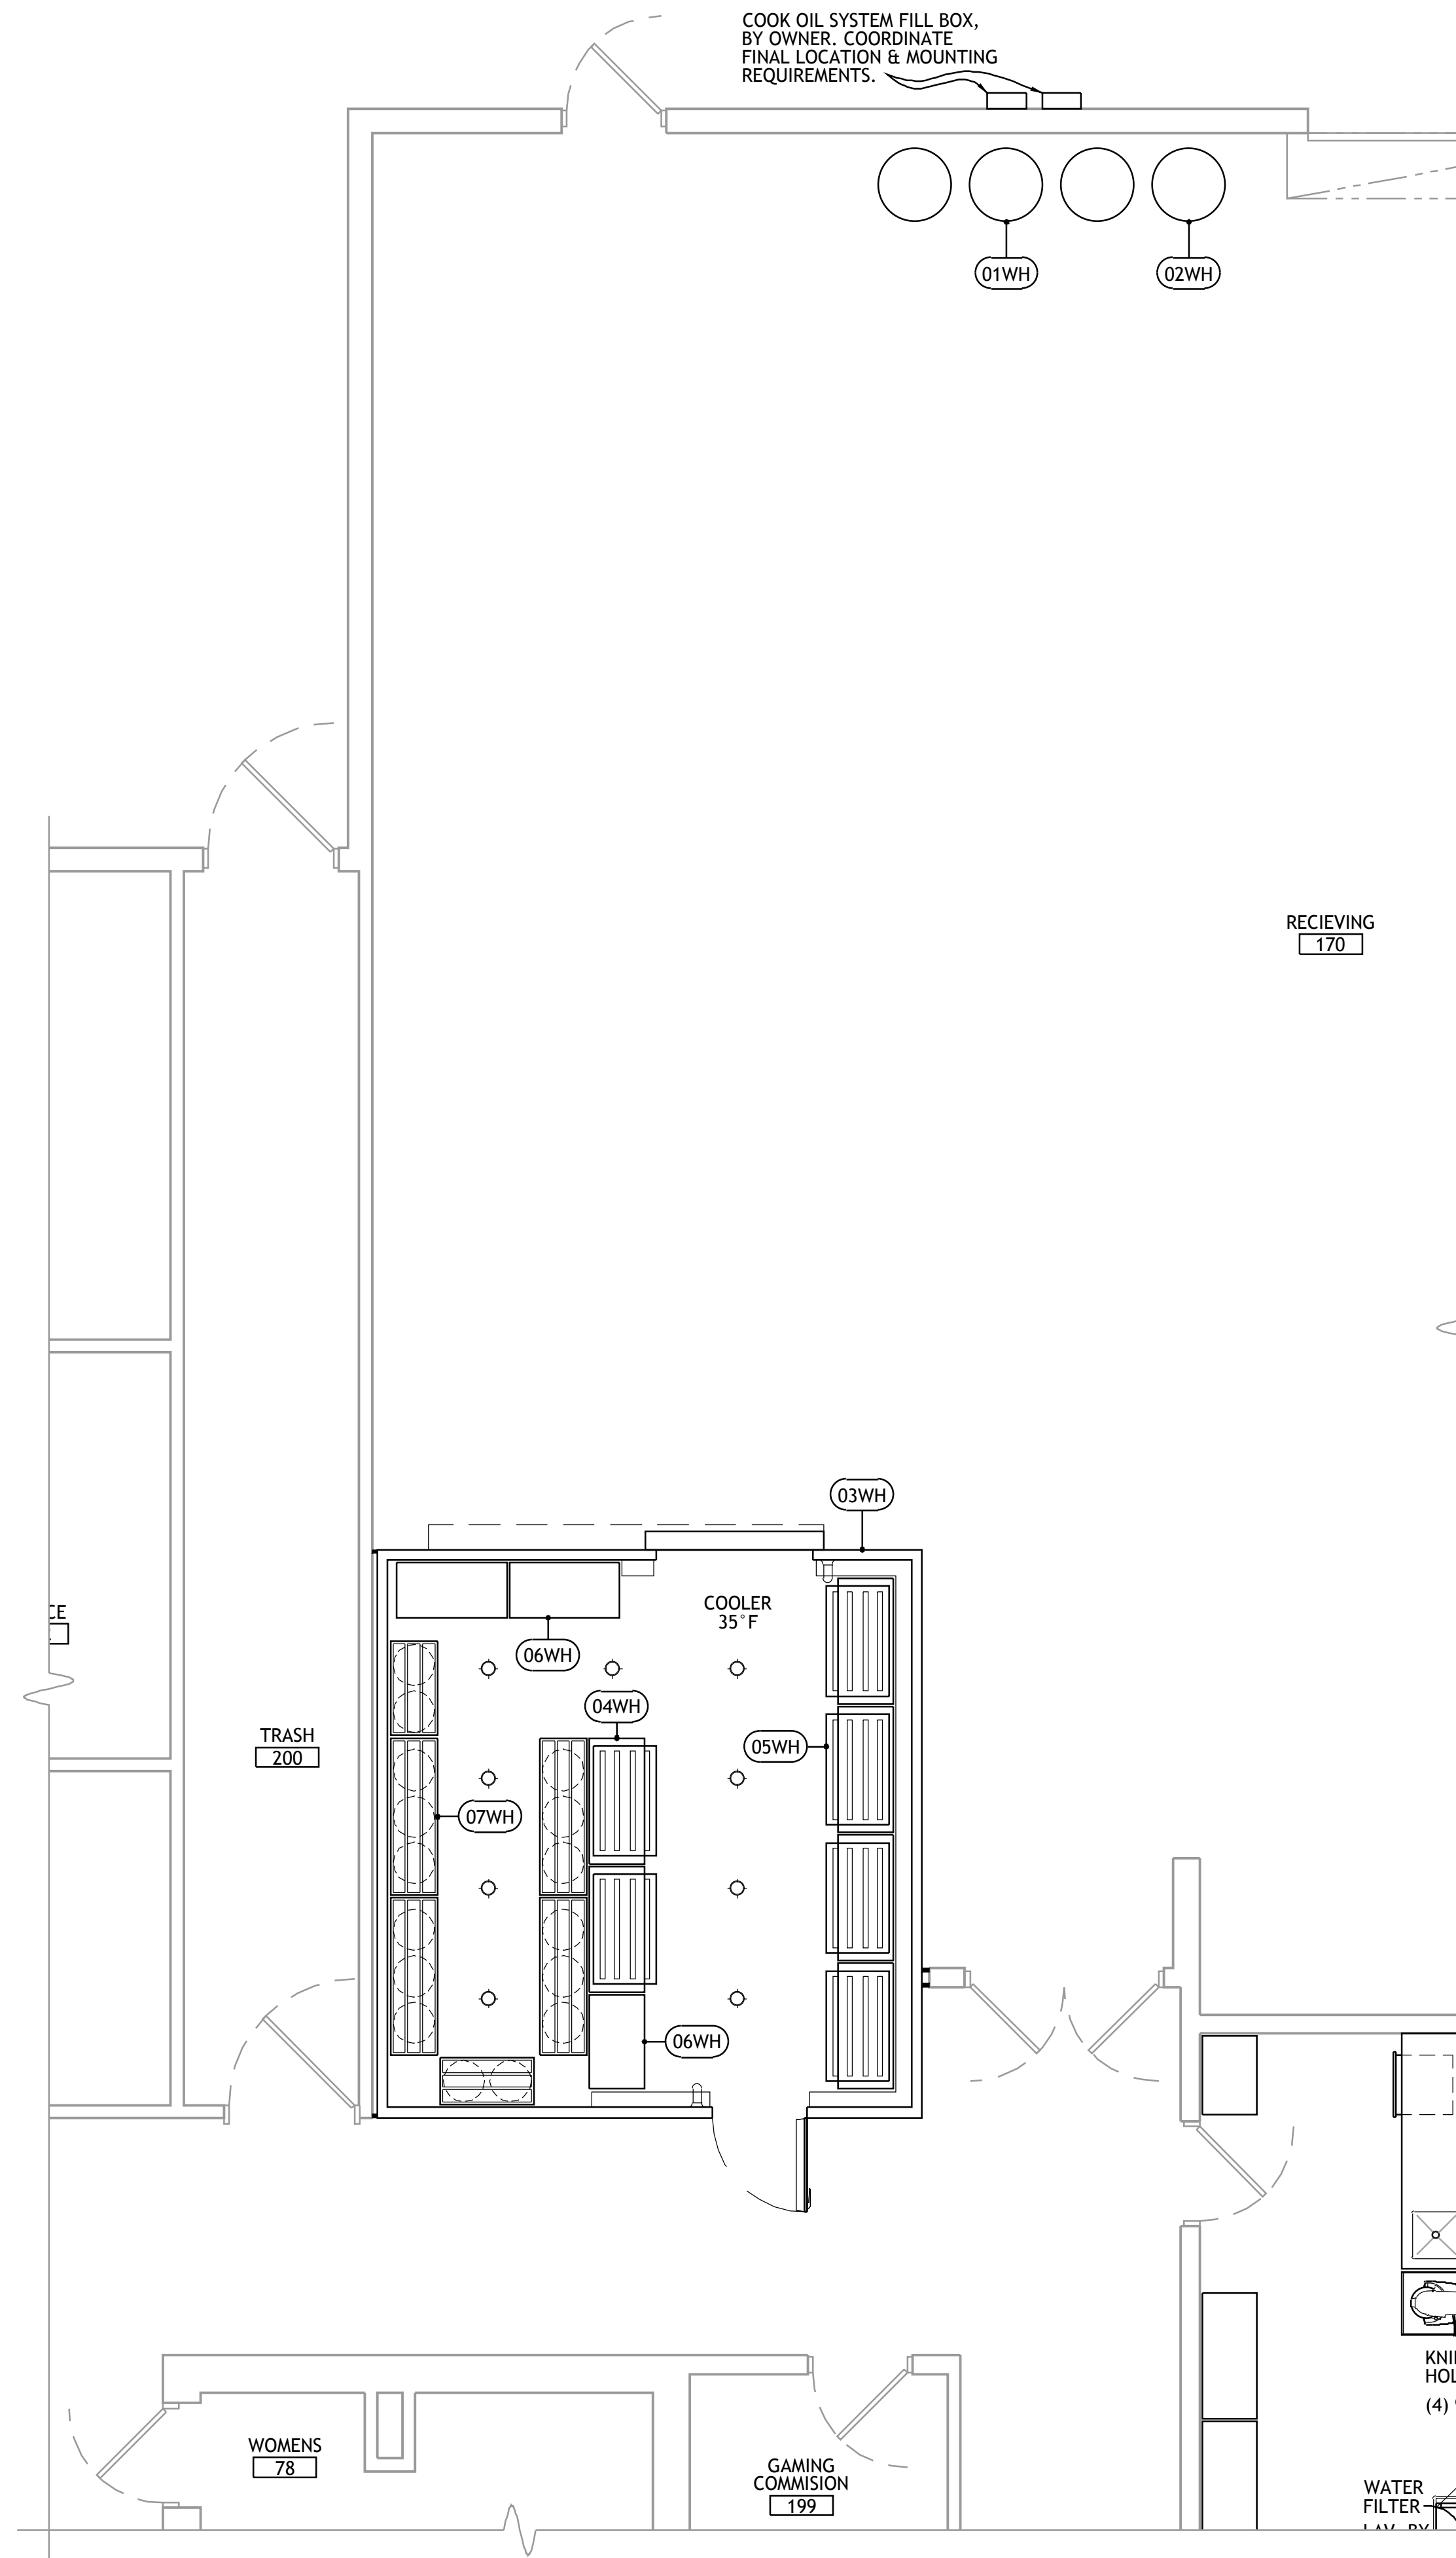 COOK OIL SYSTEM FILL BOX,
BY OWNER. COORDINATE
FINAL LOCATION & MOUNTING
REQUIREMENTS.
01WH
02WH
RECIEVING
170
03WH
COOLER
35°F
06WH
04WH
05WH
07WH
TRASH
200
06WH
WOMENS
78
GAMING
COMMISION
199
(4)
WATER
FILTER